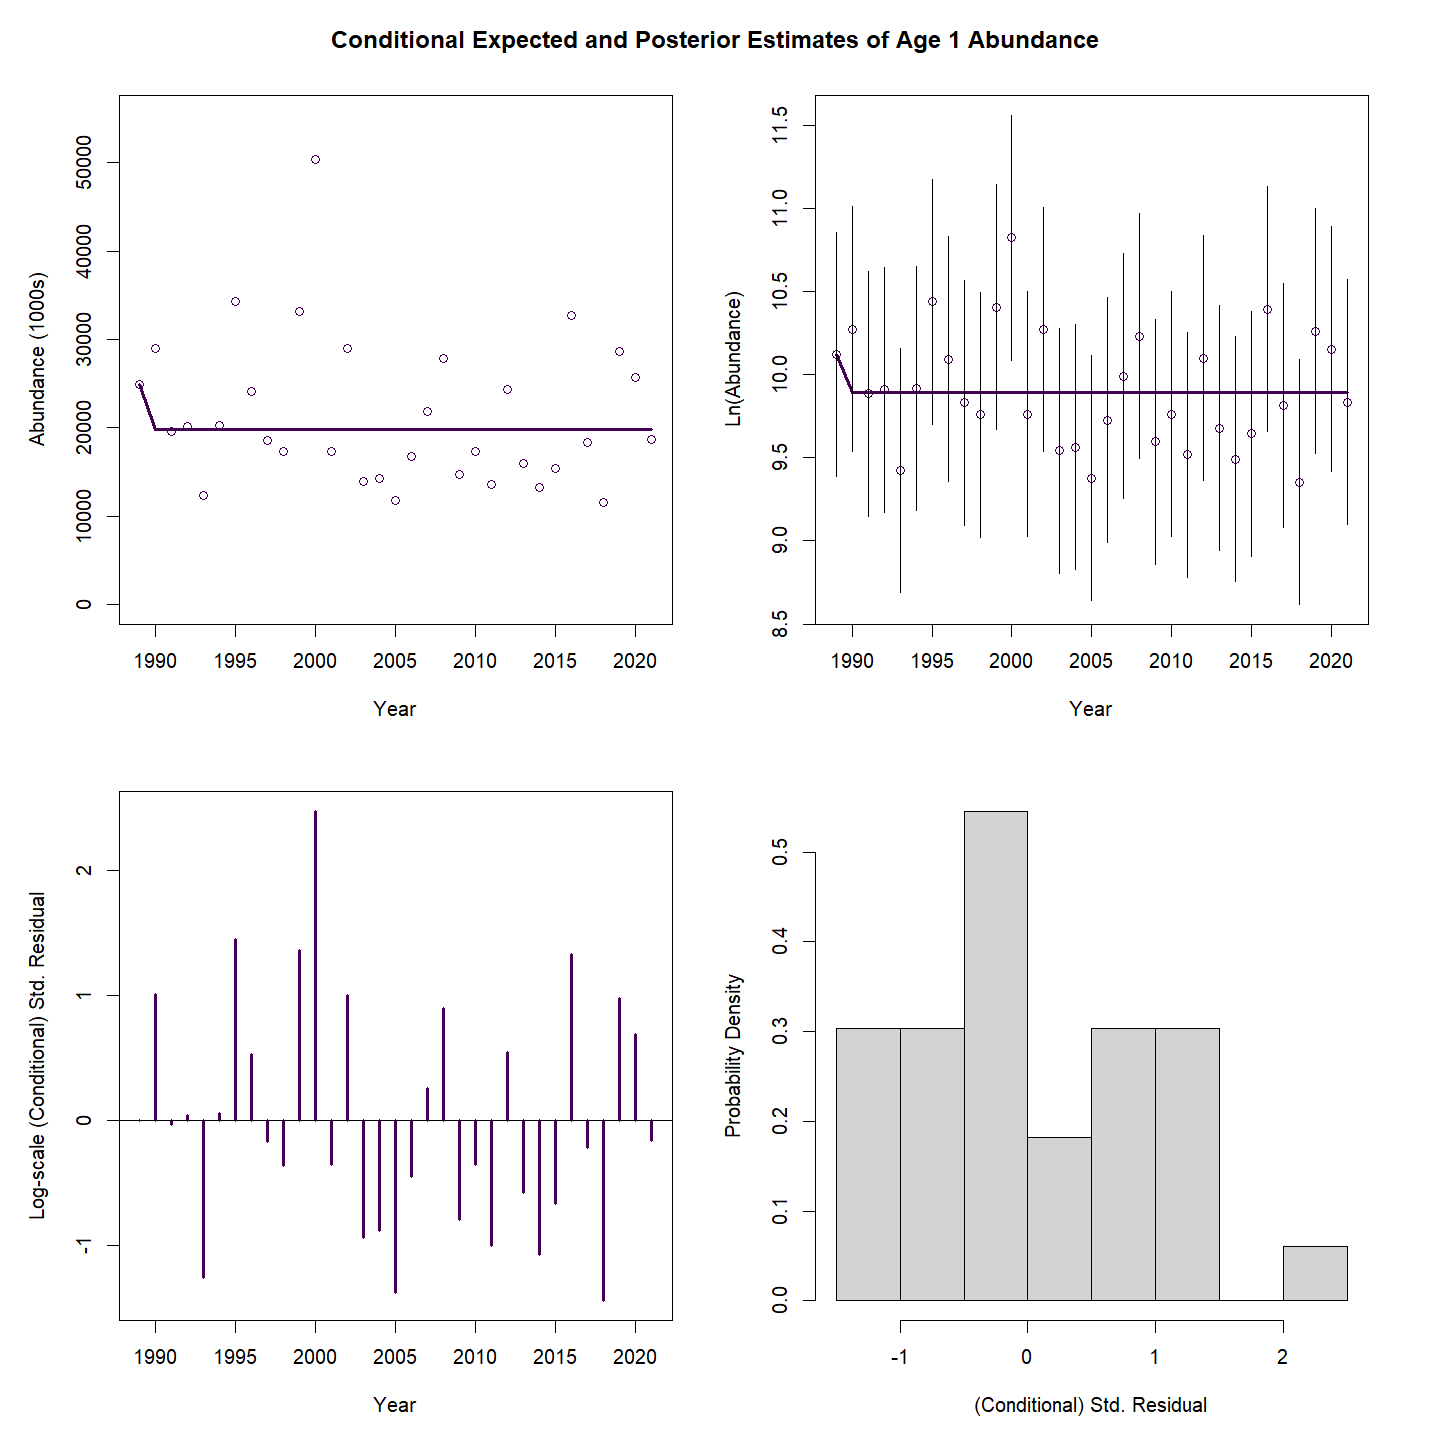 Conditional Expected and Posterior Estimates of Age 1 Abundance
Abundance (1000s)
50000
40000
30000
20000
10000
0
1990 1995 2000 2005 2010 2015 2020
Year
Ln(Abundance)
11.5
11.0
10.5
10.0
9.5
9.0
8.5
1990 1995 2000 2005 2010 2015 2020
Year
Log-scale (Conditional) Std. Residual
2
1
0
-1
1990 1995 2000 2005 2010 2015 2020
Year
Probability Density
0.5
0.4
0.3
0.2
0.1
0.0
-1 0 1 2
(Conditional) Std. Residual